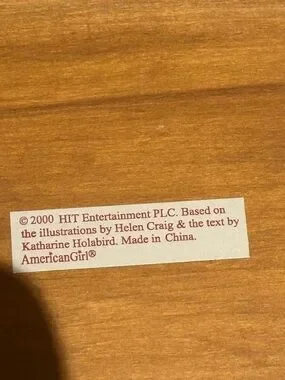 © 2000 HIT Entertainment PLC. Based on
the illustrations by Helen Craig & the text by
Katharine Holabird. Made in China.
AmericanGirl®